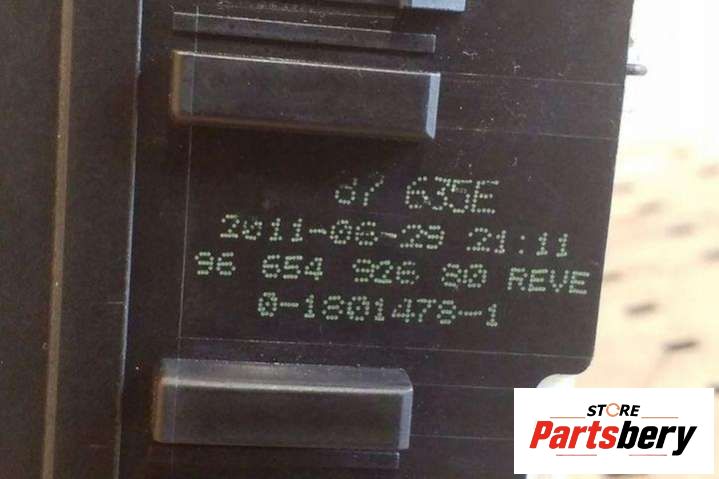 d7 635E
2011-06-29 21:11
96 654 926 80 REVE
0-1801478-1
STORE
Partsbery